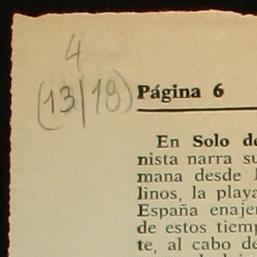 4
(13/18)
Página 6
En Solo de
nista narra su
mana desde l
linos, la playa
España enaje
de estos tiemp
te, al cabo de